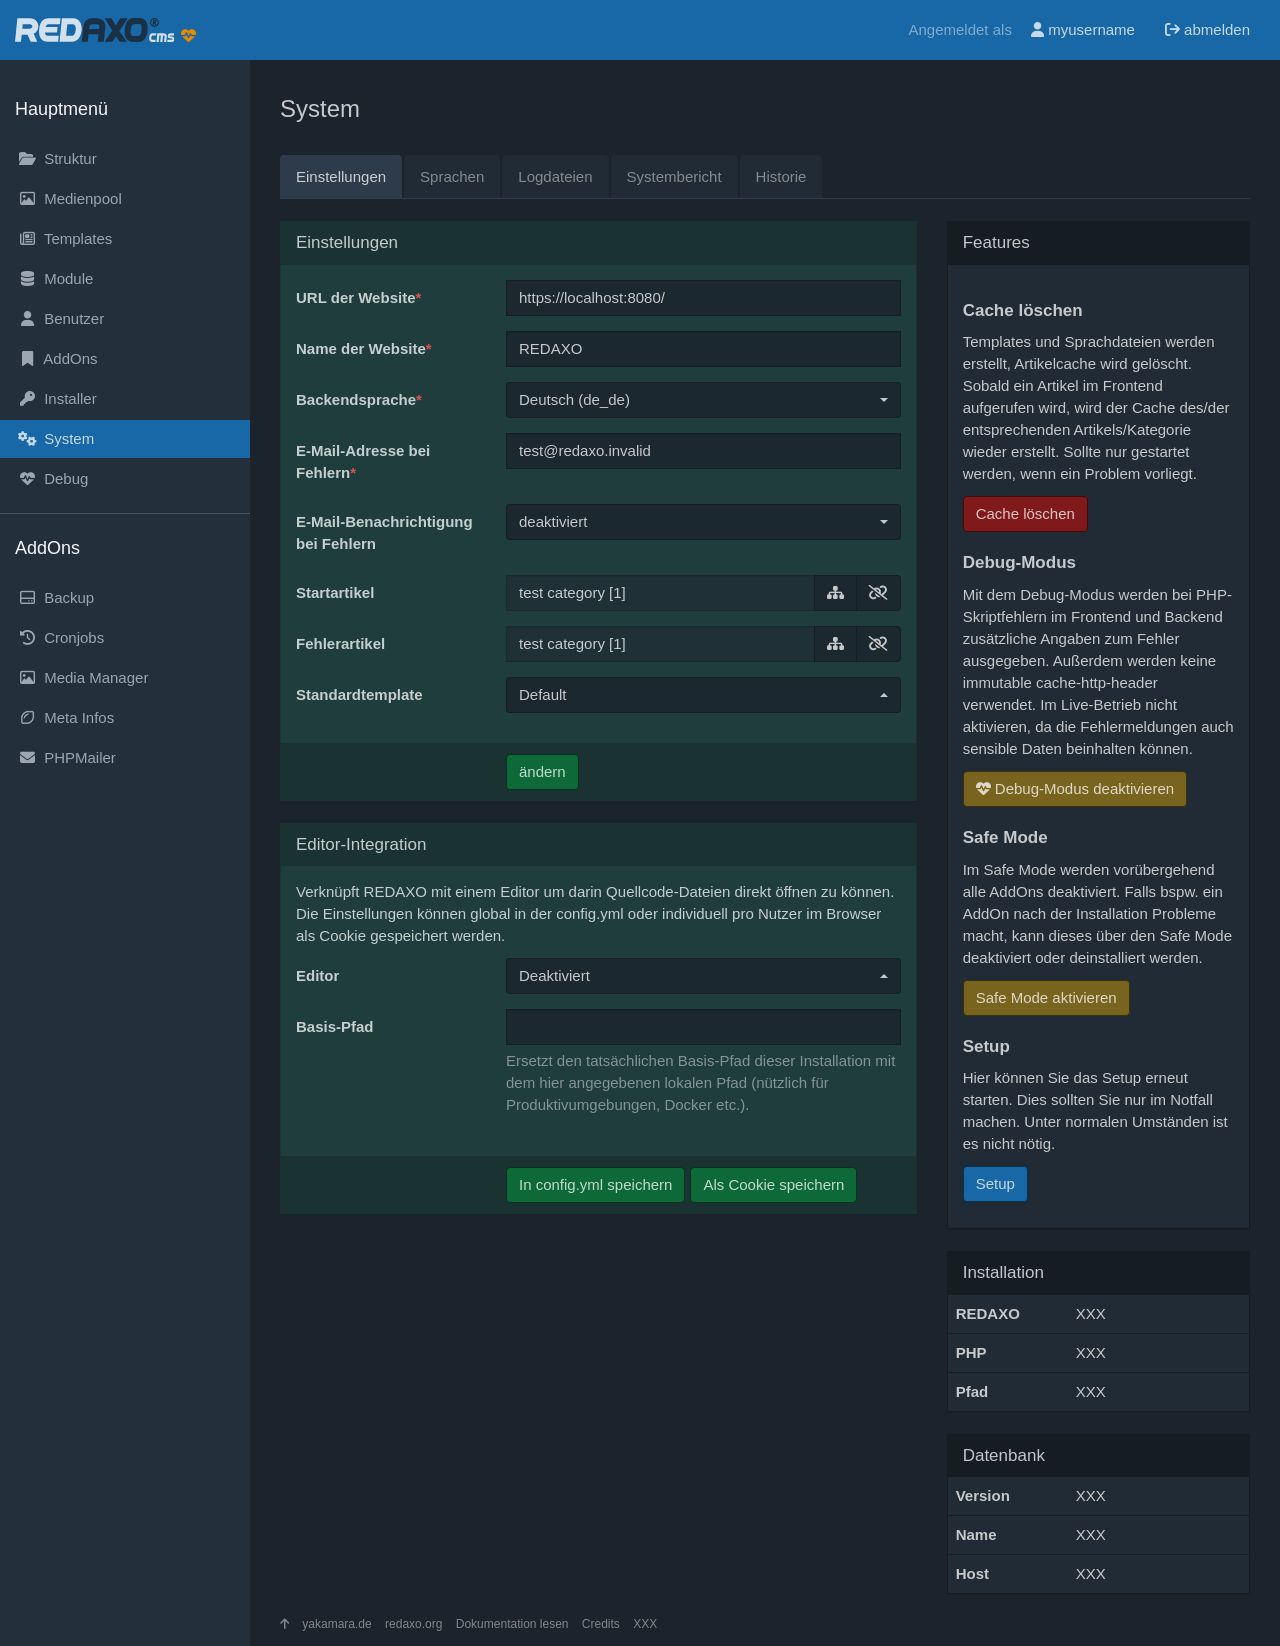 REDAXO® cms
Angemeldet als myusername abmelden
Hauptmenü
Struktur
Medienpool
Templates
Module
Benutzer
AddOns
Installer
System
Debug
AddOns
Backup
Cronjobs
Media Manager
Meta Infos
PHPMailer
System
Einstellungen Sprachen Logdateien Systembericht Historie
Einstellungen
URL der Website*
https://localhost:8080/
Name der Website*
REDAXO
Backendsprache*
Deutsch (de_de)
E-Mail-Adresse bei
Fehlern*
test@redaxo.invalid
E-Mail-Benachrichtigung
bei Fehlern
deaktiviert
Startartikel
test category [1]
Fehlerartikel
test category [1]
Standardtemplate
Default
ändern
Editor-Integration
Verknüpft REDAXO mit einem Editor um darin Quellcode-Dateien direkt öffnen zu können.
Die Einstellungen können global in der config.yml oder individuell pro Nutzer im Browser
als Cookie gespeichert werden.
Editor
Deaktiviert
Basis-Pfad
Ersetzt den tatsächlichen Basis-Pfad dieser Installation mit
dem hier angegebenen lokalen Pfad (nützlich für
Produktivumgebungen, Docker etc.).
In config.yml speichern Als Cookie speichern
Features
Cache löschen
Templates und Sprachdateien werden
erstellt, Artikelcache wird gelöscht.
Sobald ein Artikel im Frontend
aufgerufen wird, wird der Cache des/der
entsprechenden Artikels/Kategorie
wieder erstellt. Sollte nur gestartet
werden, wenn ein Problem vorliegt.
Cache löschen
Debug-Modus
Mit dem Debug-Modus werden bei PHP-
Skriptfehlern im Frontend und Backend
zusätzliche Angaben zum Fehler
ausgegeben. Außerdem werden keine
immutable cache-http-header
verwendet. Im Live-Betrieb nicht
aktivieren, da die Fehlermeldungen auch
sensible Daten beinhalten können.
Debug-Modus deaktivieren
Safe Mode
Im Safe Mode werden vorübergehend
alle AddOns deaktiviert. Falls bspw. ein
AddOn nach der Installation Probleme
macht, kann dieses über den Safe Mode
deaktiviert oder deinstalliert werden.
Safe Mode aktivieren
Setup
Hier können Sie das Setup erneut
starten. Dies sollten Sie nur im Notfall
machen. Unter normalen Umständen ist
es nicht nötig.
Setup
Installation
REDAXO XXX
PHP XXX
Pfad XXX
Datenbank
Version XXX
Name XXX
Host XXX
yakamara.de redaxo.org Dokumentation lesen Credits XXX